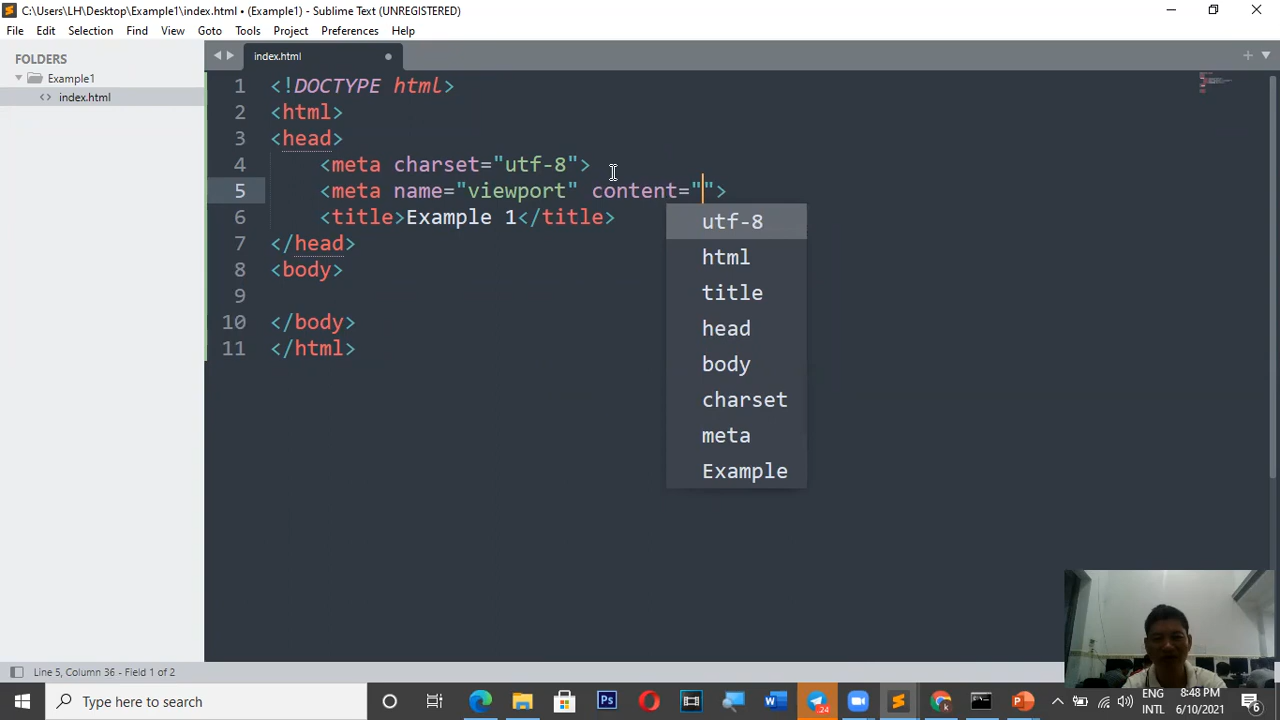 C:\Users\LH\Desktop\Example1\index.html • (Example1) - Sublime Text (UNREGISTERED)
File Edit Selection Find View Goto Tools Project Preferences Help
FOLDERS
Example1
index.html
index.html
1 <!DOCTYPE html>
2 <html>
3 <head>
4 <meta charset="utf-8">
5 <meta name="viewport" content="">
6 <title>Example 1</title>
7 </head>
8 <body>
9
10 </body>
11 </html>
utf-8
html
title
head
body
charset
meta
Example
Line 5, Column 36 - Field 1 of 2
Type here to search
Ps
24
ENG
INTL
8:48 PM
6/10/2021
6